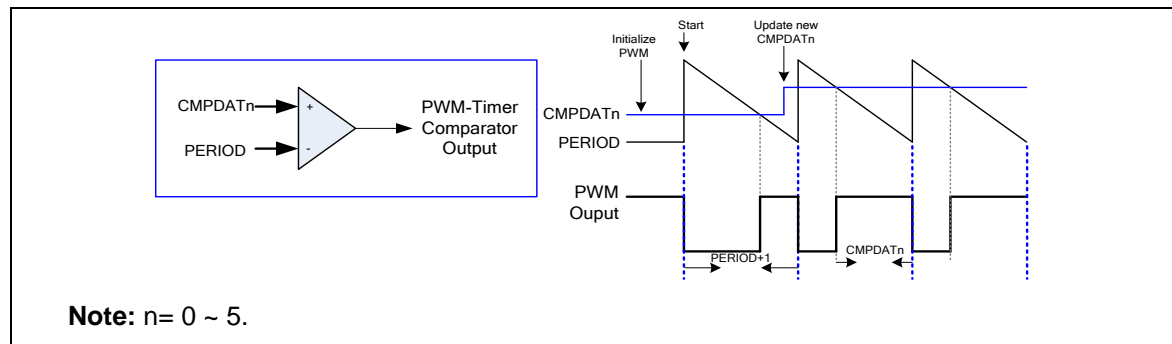 CMPDATn
PERIOD
+
-
PWM-Timer
Comparator
Output
Start
Initialize
PWM
Update new
CMPDATn
CMPDATn
PERIOD
PWM
Ouput
PERIOD+1
CMPDATn
Note: n= 0 ~ 5.